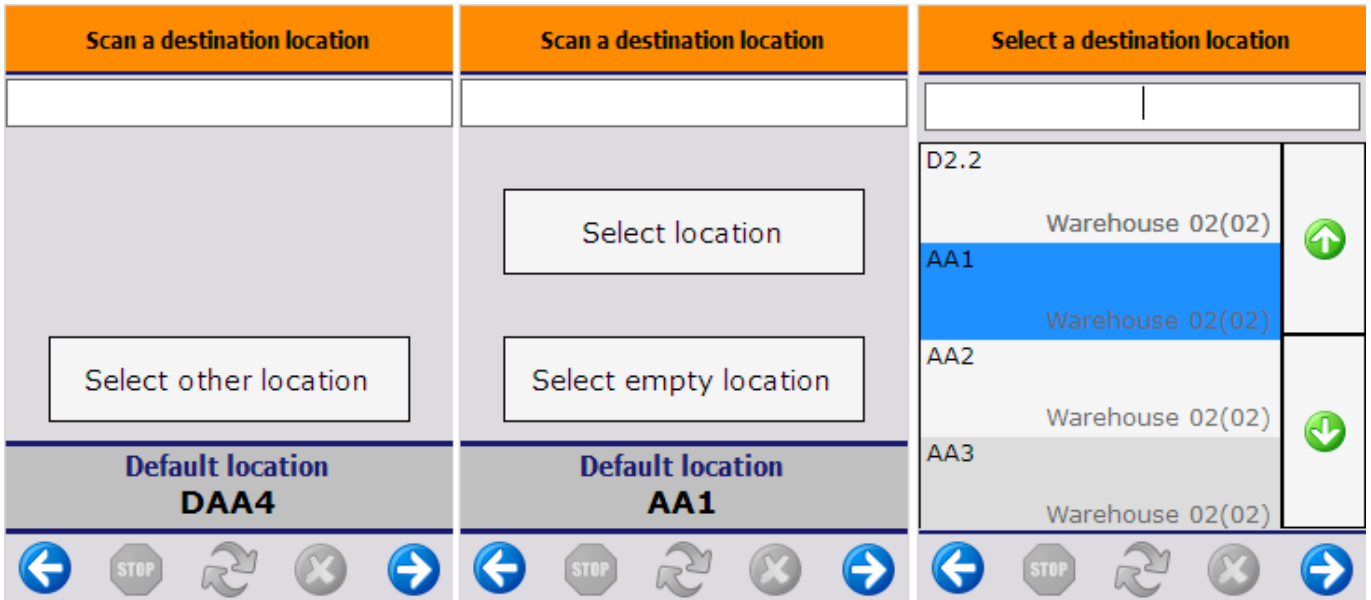 Scan a destination location
Select other location
Default location
DAA4
STOP
Scan a destination location
Select location
Select empty location
Default location
AA1
STOP
Select a destination location
D2.2
Warehouse 02(02)
AA1
Warehouse 02(02)
AA2
Warehouse 02(02)
AA3
Warehouse 02(02)
STOP